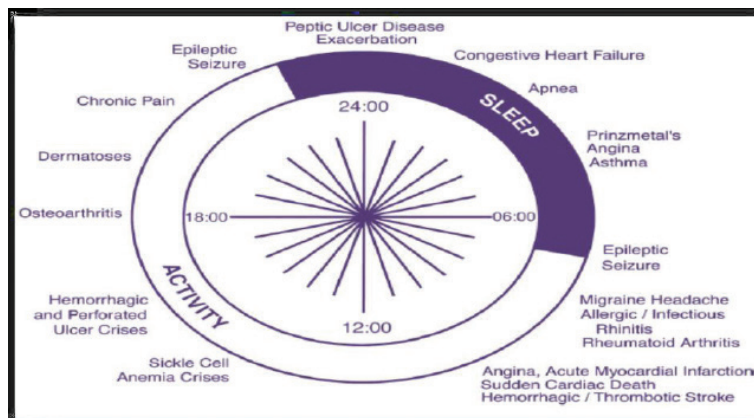 Peptic Ulcer Disease
Exacerbation
Epileptic
Seizure
Congestive Heart Failure
Apnea
Chronic Pain
24:00
SLEEP
Prinzmetal's
Angina
Asthma
Dermatoses
Osteoarthritis
18:00
06:00
Epileptic
Seizure
ACTIVITY
Hemorrhagic
and Perforated
Ulcer Crises
12:00
Migraine Headache
Allergic / Infectious
Rhinitis
Rheumatoid Arthritis
Sickle Cell
Anemia Crises
Angina, Acute Myocardial Infarction
Sudden Cardiac Death
Hemorrhagic / Thrombotic Stroke